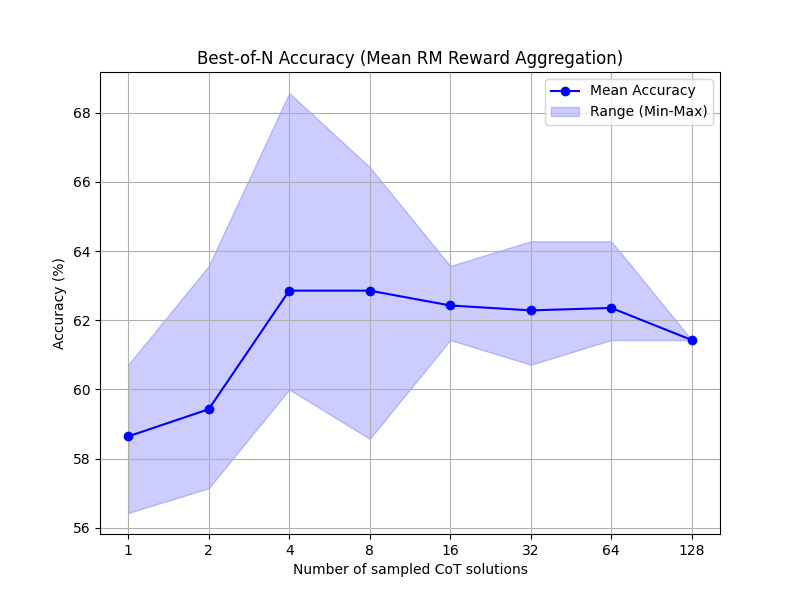 Best-of-N Accuracy (Mean RM Reward Aggregation)
Mean Accuracy
Range (Min-Max)
Accuracy (%)
68
66
64
62
60
58
56
1 2 4 8 16 32 64 128
Number of sampled CoT solutions